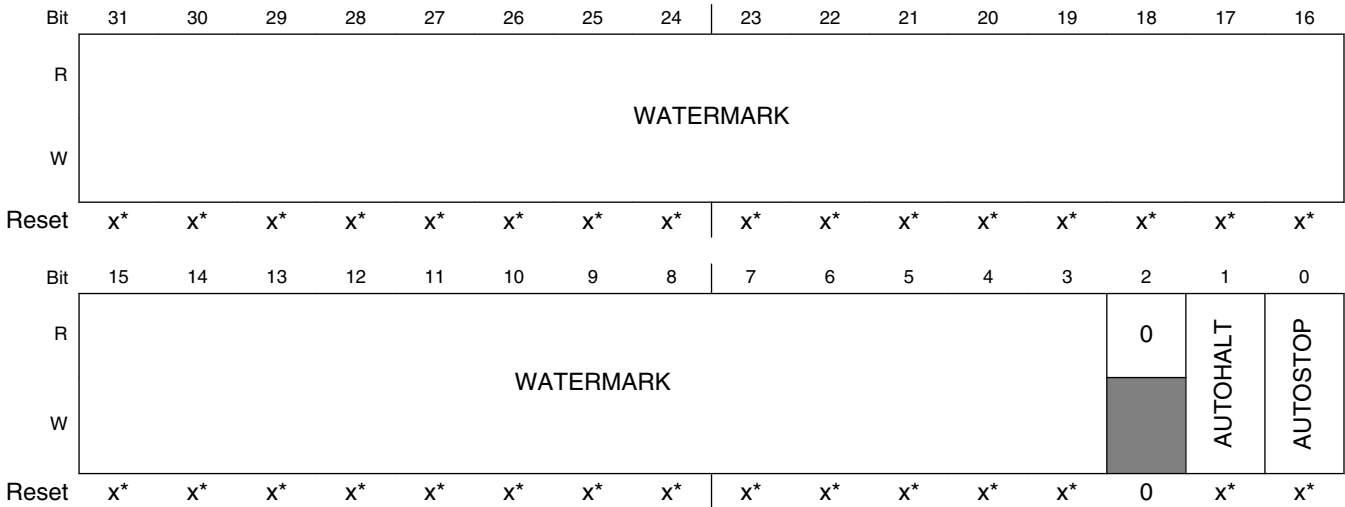 Bit 31 30 29 28 27 26 25 24 23 22 21 20 19 18 17 16
R
WATERMARK
W
Reset x* x* x* x* x* x* x* x* x* x* x* x* x* x* x* x*
Bit 15 14 13 12 11 10 9 8 7 6 5 4 3 2 1 0
R 0
WATERMARK AUTOHALT AUTOSTOP
W
Reset x* x* x* x* x* x* x* x* x* x* x* x* x* 0 x* x*